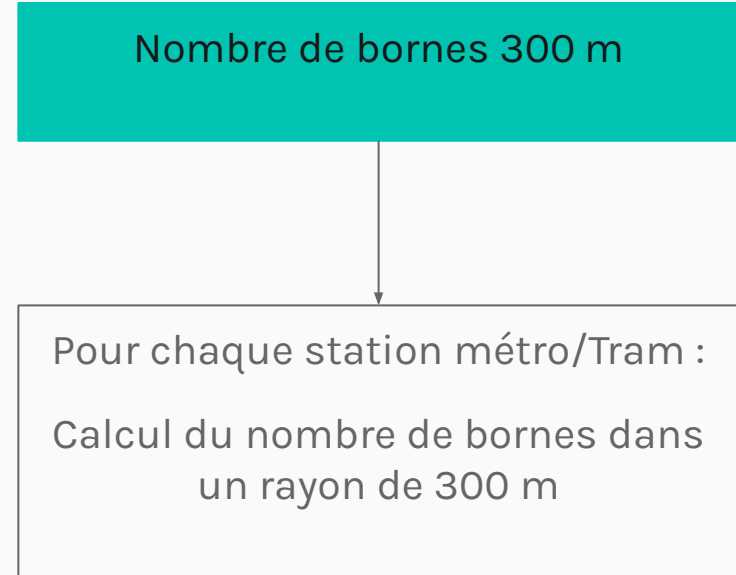 Nombre de bornes 300 m
Pour chaque station métro/Tram :
Calcul du nombre de bornes dans
un rayon de 300 m